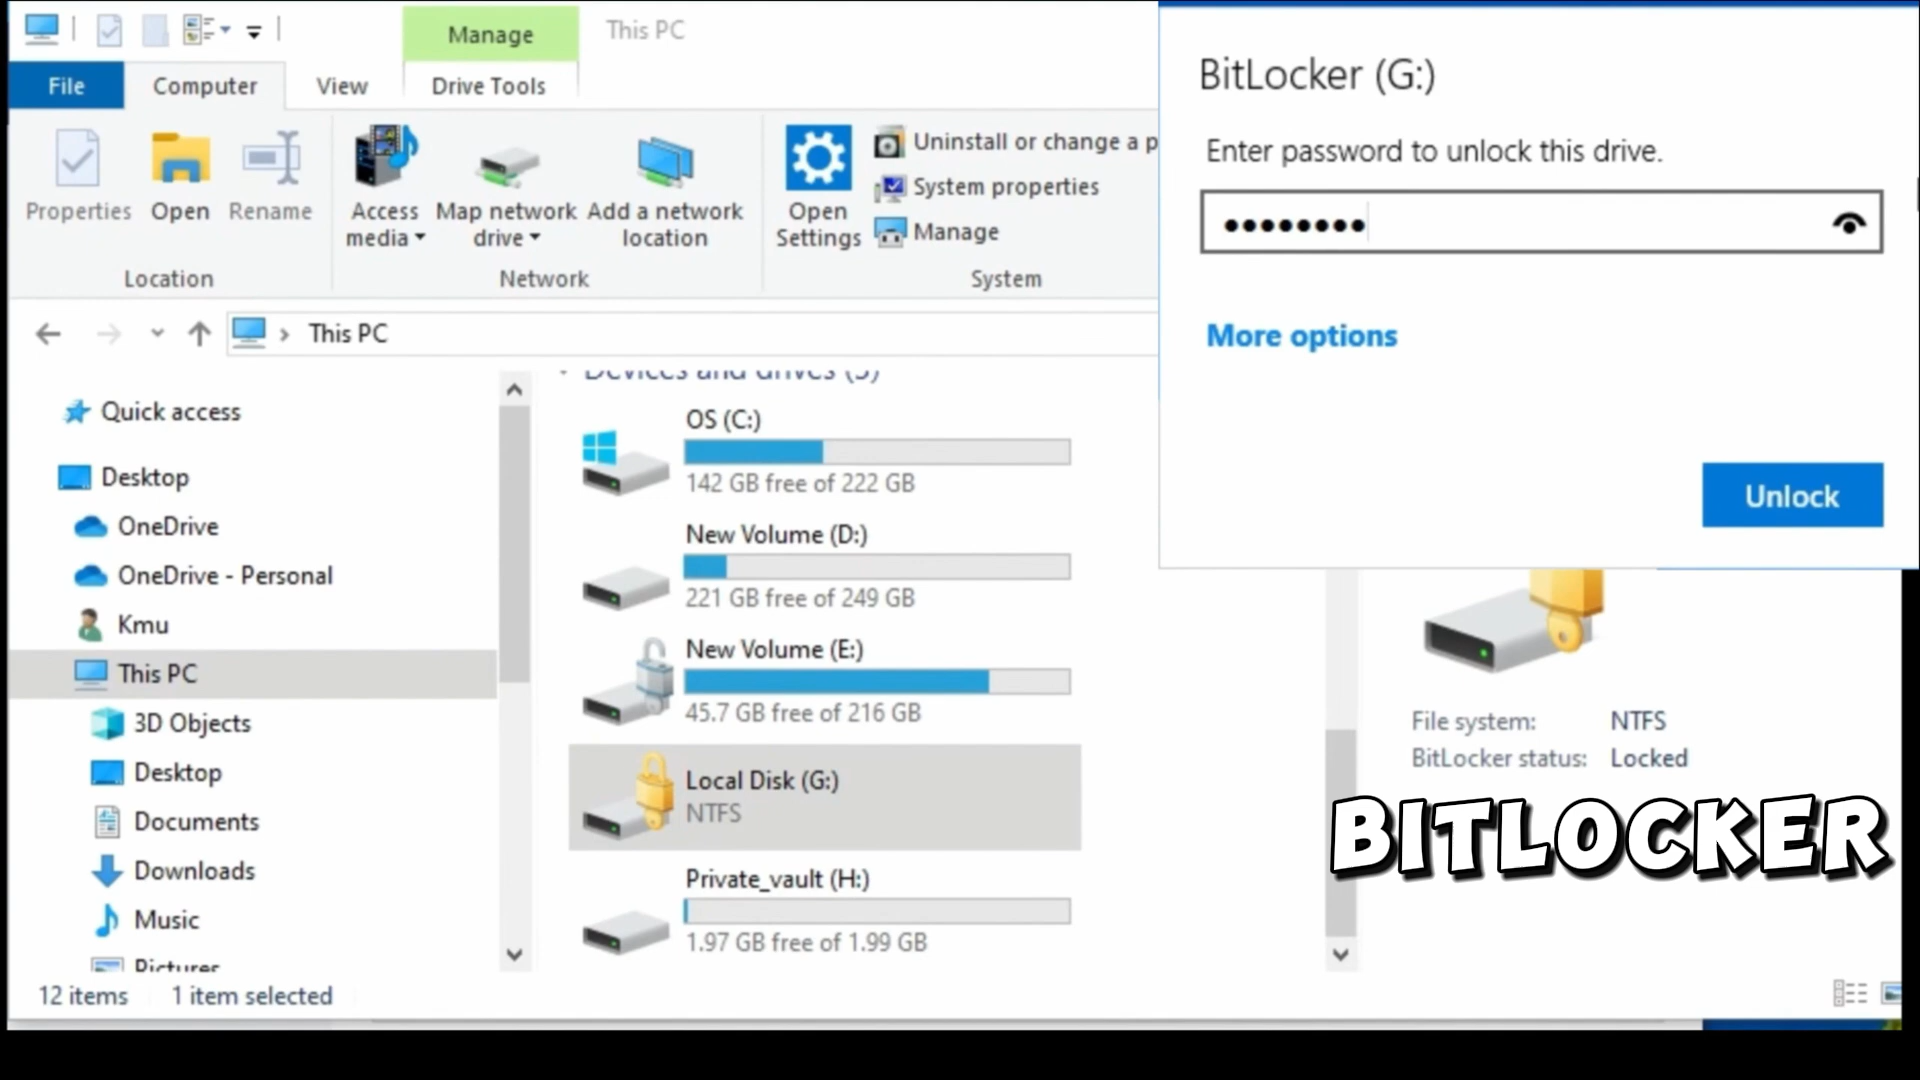 Manage
This PC
File
Computer
View
Drive Tools
Properties
Open
Rename
Access media
Map network drive
Add a network location
Open Settings
Uninstall or change a p
System properties
Manage
Location
Network
System
This PC
Quick access
Desktop
OneDrive
OneDrive - Personal
Kmu
This PC
3D Objects
Desktop
Documents
Downloads
Music
Pictures
Devices and drives (5)
OS (C:)
142 GB free of 222 GB
New Volume (D:)
221 GB free of 249 GB
New Volume (E:)
45.7 GB free of 216 GB
Local Disk (G:)
NTFS
Private_vault (H:)
1.97 GB free of 1.99 GB
12 items
1 item selected
BitLocker (G:)
Enter password to unlock this drive.
More options
Unlock
File system: NTFS
BitLocker status: Locked
BITLOCKER